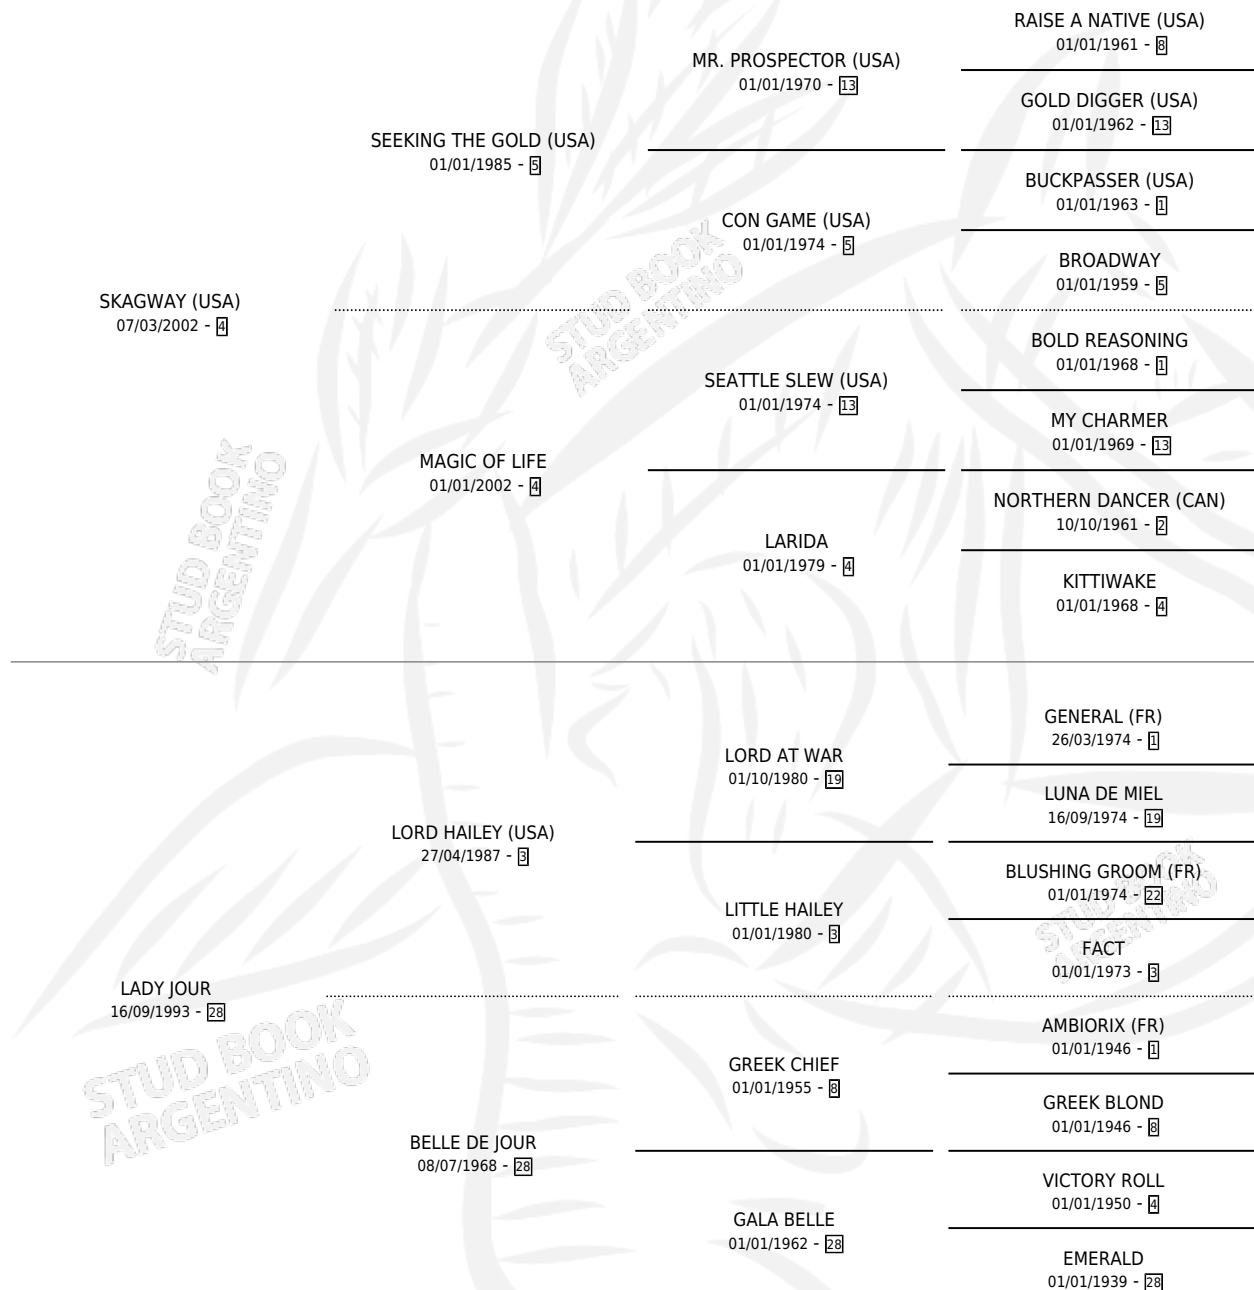 RAISE A NATIVE (USA)
01/01/1961 - 8
MR. PROSPECTOR (USA)
01/01/1970 - 13
GOLD DIGGER (USA)
01/01/1962 - 13
SEEKING THE GOLD (USA)
01/01/1985 - 5
BUCKPASSER (USA)
01/01/1963 - 1
CON GAME (USA)
01/01/1974 - 5
BROADWAY
01/01/1959 - 5
SKAGWAY (USA)
07/03/2002 - 4
BOLD REASONING
01/01/1968 - 1
SEATTLE SLEW (USA)
01/01/1974 - 13
MY CHARMER
01/01/1969 - 13
MAGIC OF LIFE
01/01/2002 - 4
NORTHERN DANCER (CAN)
10/10/1961 - 2
LARIDA
01/01/1979 - 4
KITTIWAKE
01/01/1968 - 4
GENERAL (FR)
26/03/1974 - 1
LORD AT WAR
01/10/1980 - 19
LUNA DE MIEL
16/09/1974 - 19
LORD HAILEY (USA)
27/04/1987 - 3
BLUSHING GROOM (FR)
01/01/1974 - 22
LITTLE HAILEY
01/01/1980 - 3
FACT
01/01/1973 - 3
LADY JOUR
16/09/1993 - 28
AMBIORIX (FR)
01/01/1946 - 1
GREEK CHIEF
01/01/1955 - 8
GREEK BLOND
01/01/1946 - 8
BELLE DE JOUR
08/07/1968 - 28
VICTORY ROLL
01/01/1950 - 4
GALA BELLE
01/01/1962 - 28
EMERALD
01/01/1939 - 28
STUD BOOK
ARGENTINO
STUD BOOK
ARGENTINO
STUD BOOK
ARGENTINO
STUD BOOK
ARGENTINO